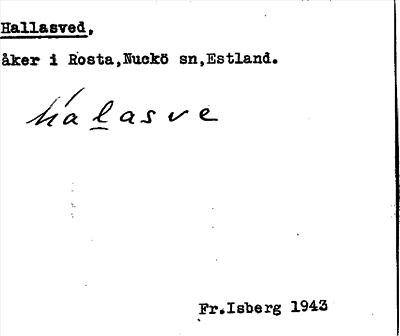 Hallasved,
åker i Rosta,Nuckö sn,Estland.
hálasve
Fr.Isberg 1943